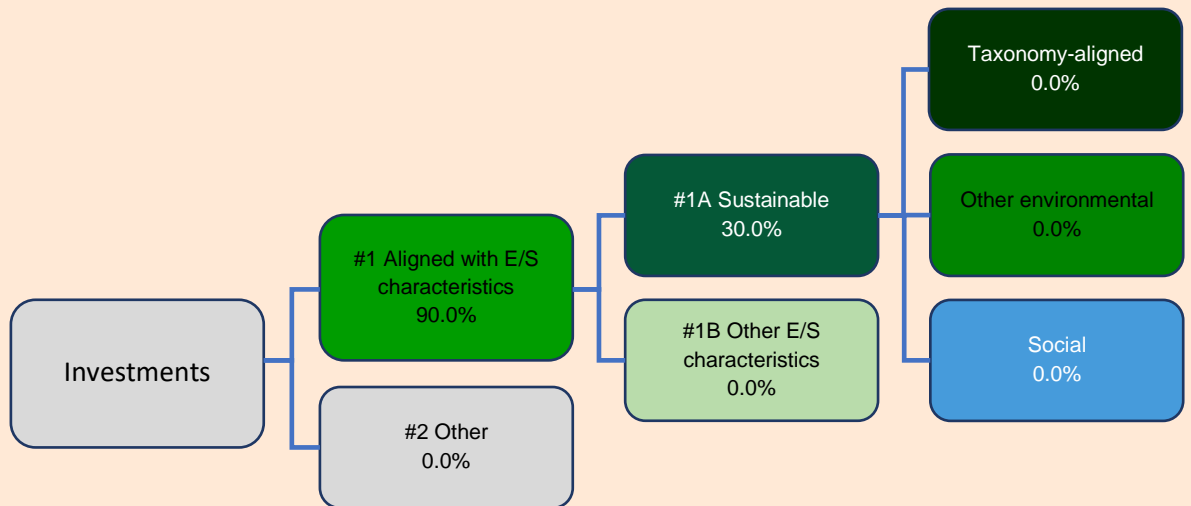 Investments
#1 Aligned with E/S
characteristics
90.0%
#2 Other
0.0%
#1A Sustainable
30.0%
#1B Other E/S
characteristics
0.0%
Taxonomy-aligned
0.0%
Other environmental
0.0%
Social
0.0%